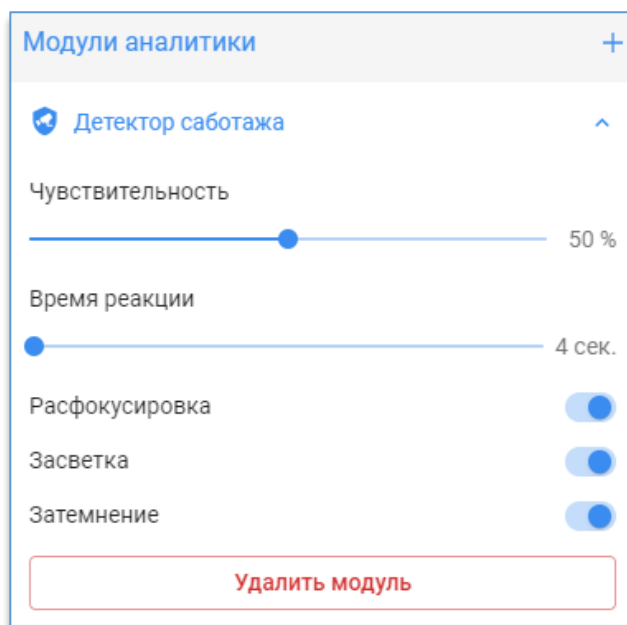 Модули аналитики +
Детектор саботажа
Чувствительность
50 %
Время реакции
4 сек.
Расфокусировка
Засветка
Затемнение
Удалить модуль